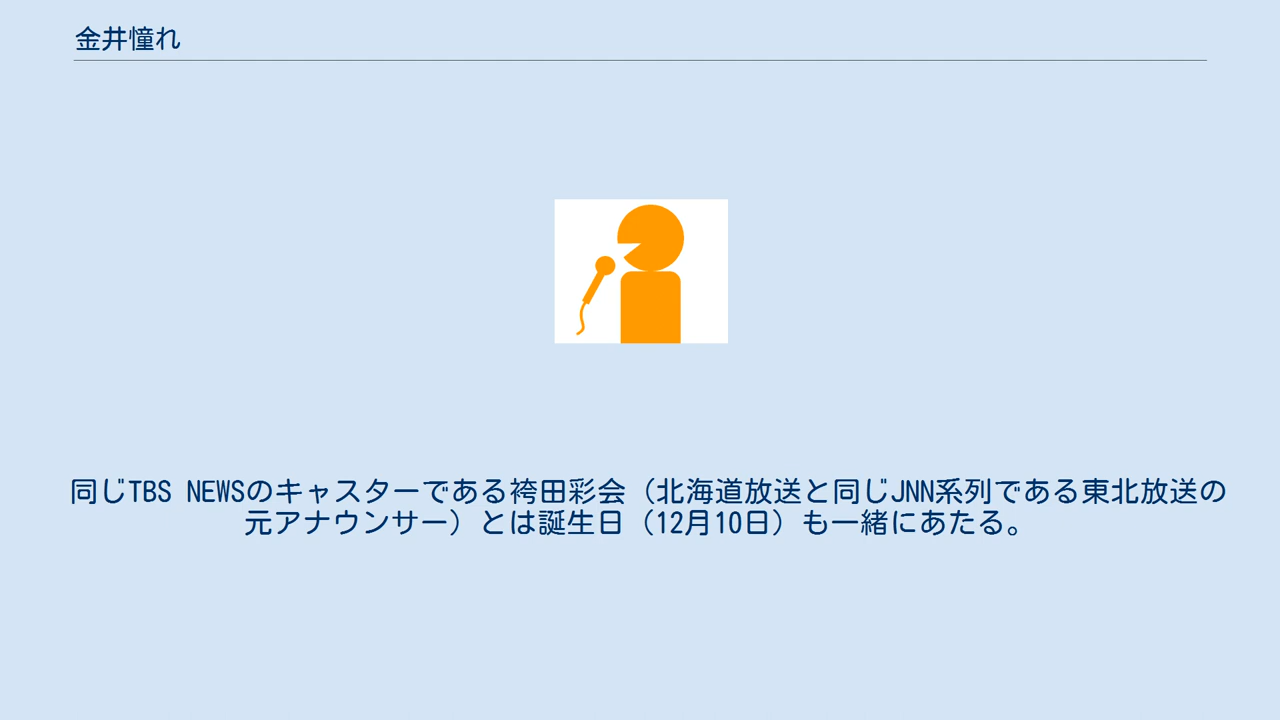 金井憧れ
同じTBS NEWSのキャスターである袴田彩会（北海道放送と同じJNN系列である東北放送の
元アナウンサー）とは誕生日（12月10日）も一緒にあたる。